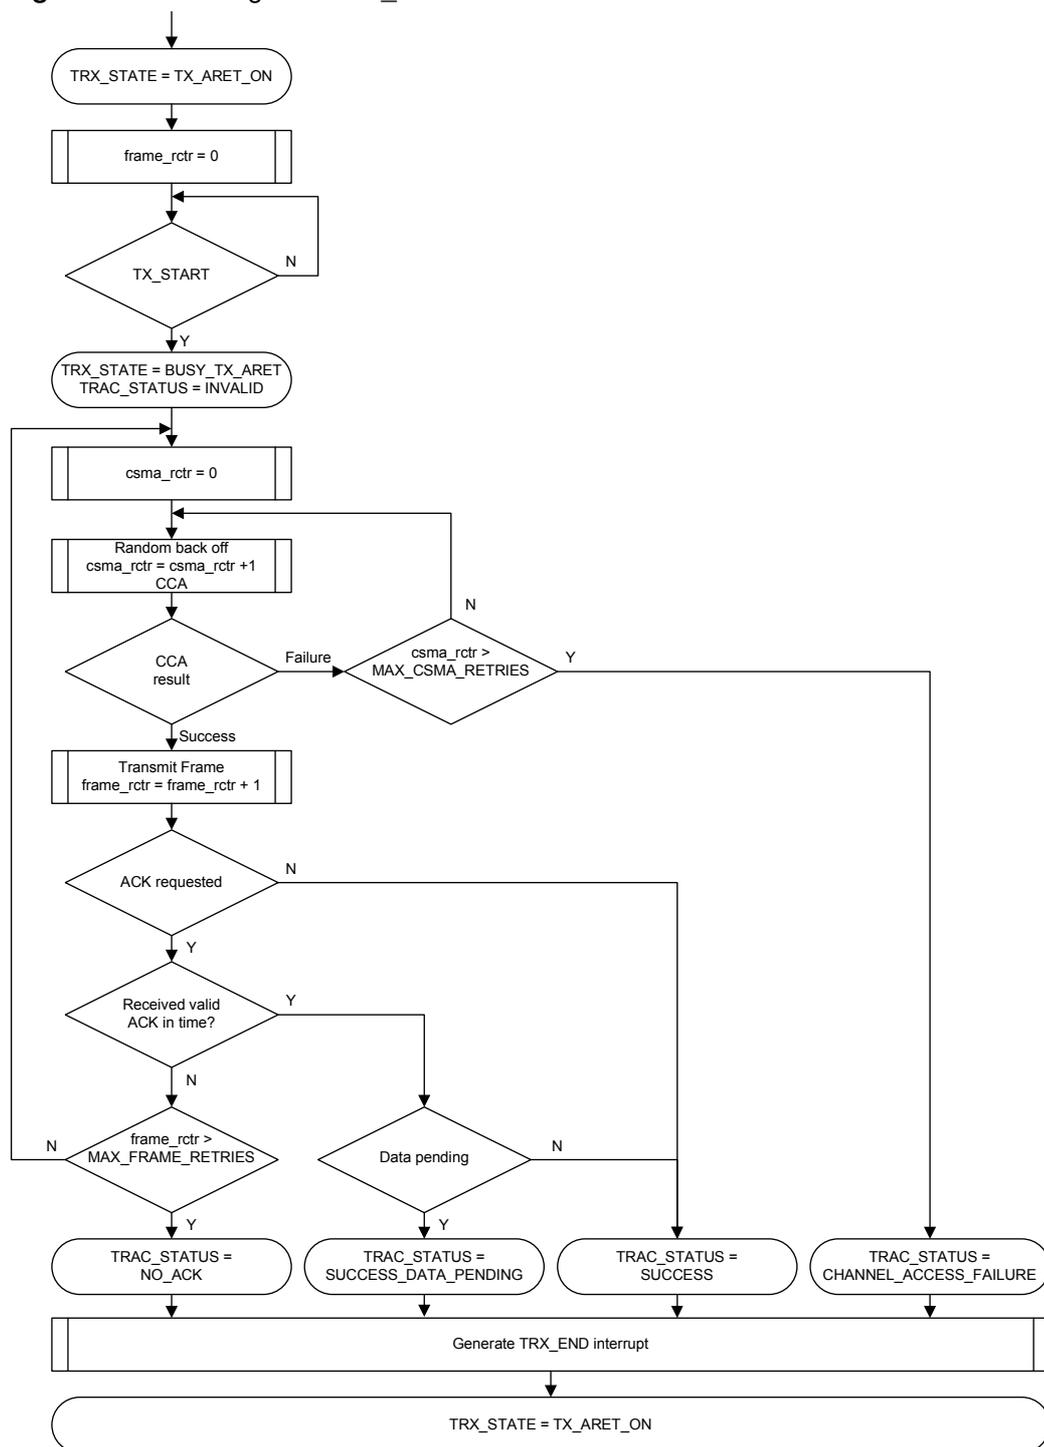 TRX_STATE = TX_ARET_ON
frame_rctr = 0
TX_START
N
Y
TRX_STATE = BUSY_TX_ARET
TRAC_STATUS = INVALID
csma_rctr = 0
Random back off
csma_rctr = csma_rctr +1
CCA
N
CCA
result
Failure
csma_rctr >
MAX_CSMA_RETRIES
Y
Success
Transmit Frame
frame_rctr = frame_rctr + 1
ACK requested
N
Y
Received valid
ACK in time?
Y
N
N
frame_rctr >
MAX_FRAME_RETRIES
Data pending
N
Y
Y
TRAC_STATUS =
NO_ACK
TRAC_STATUS =
SUCCESS_DATA_PENDING
TRAC_STATUS =
SUCCESS
TRAC_STATUS =
CHANNEL_ACCESS_FAILURE
Generate TRX_END interrupt
TRX_STATE = TX_ARET_ON